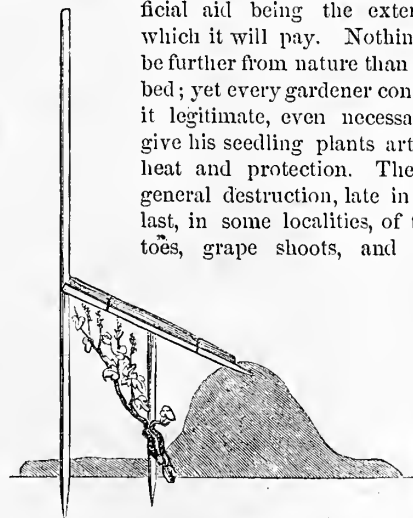 ficial aid being the exter
which it will pay. Nothin
be further from nature than
bed; yet every gardener con
it legitimate, even necessa
give his seedling plants art
heat and protection. The
general destruction, late in
last, in some localities, of t
toes, grape shoots, and